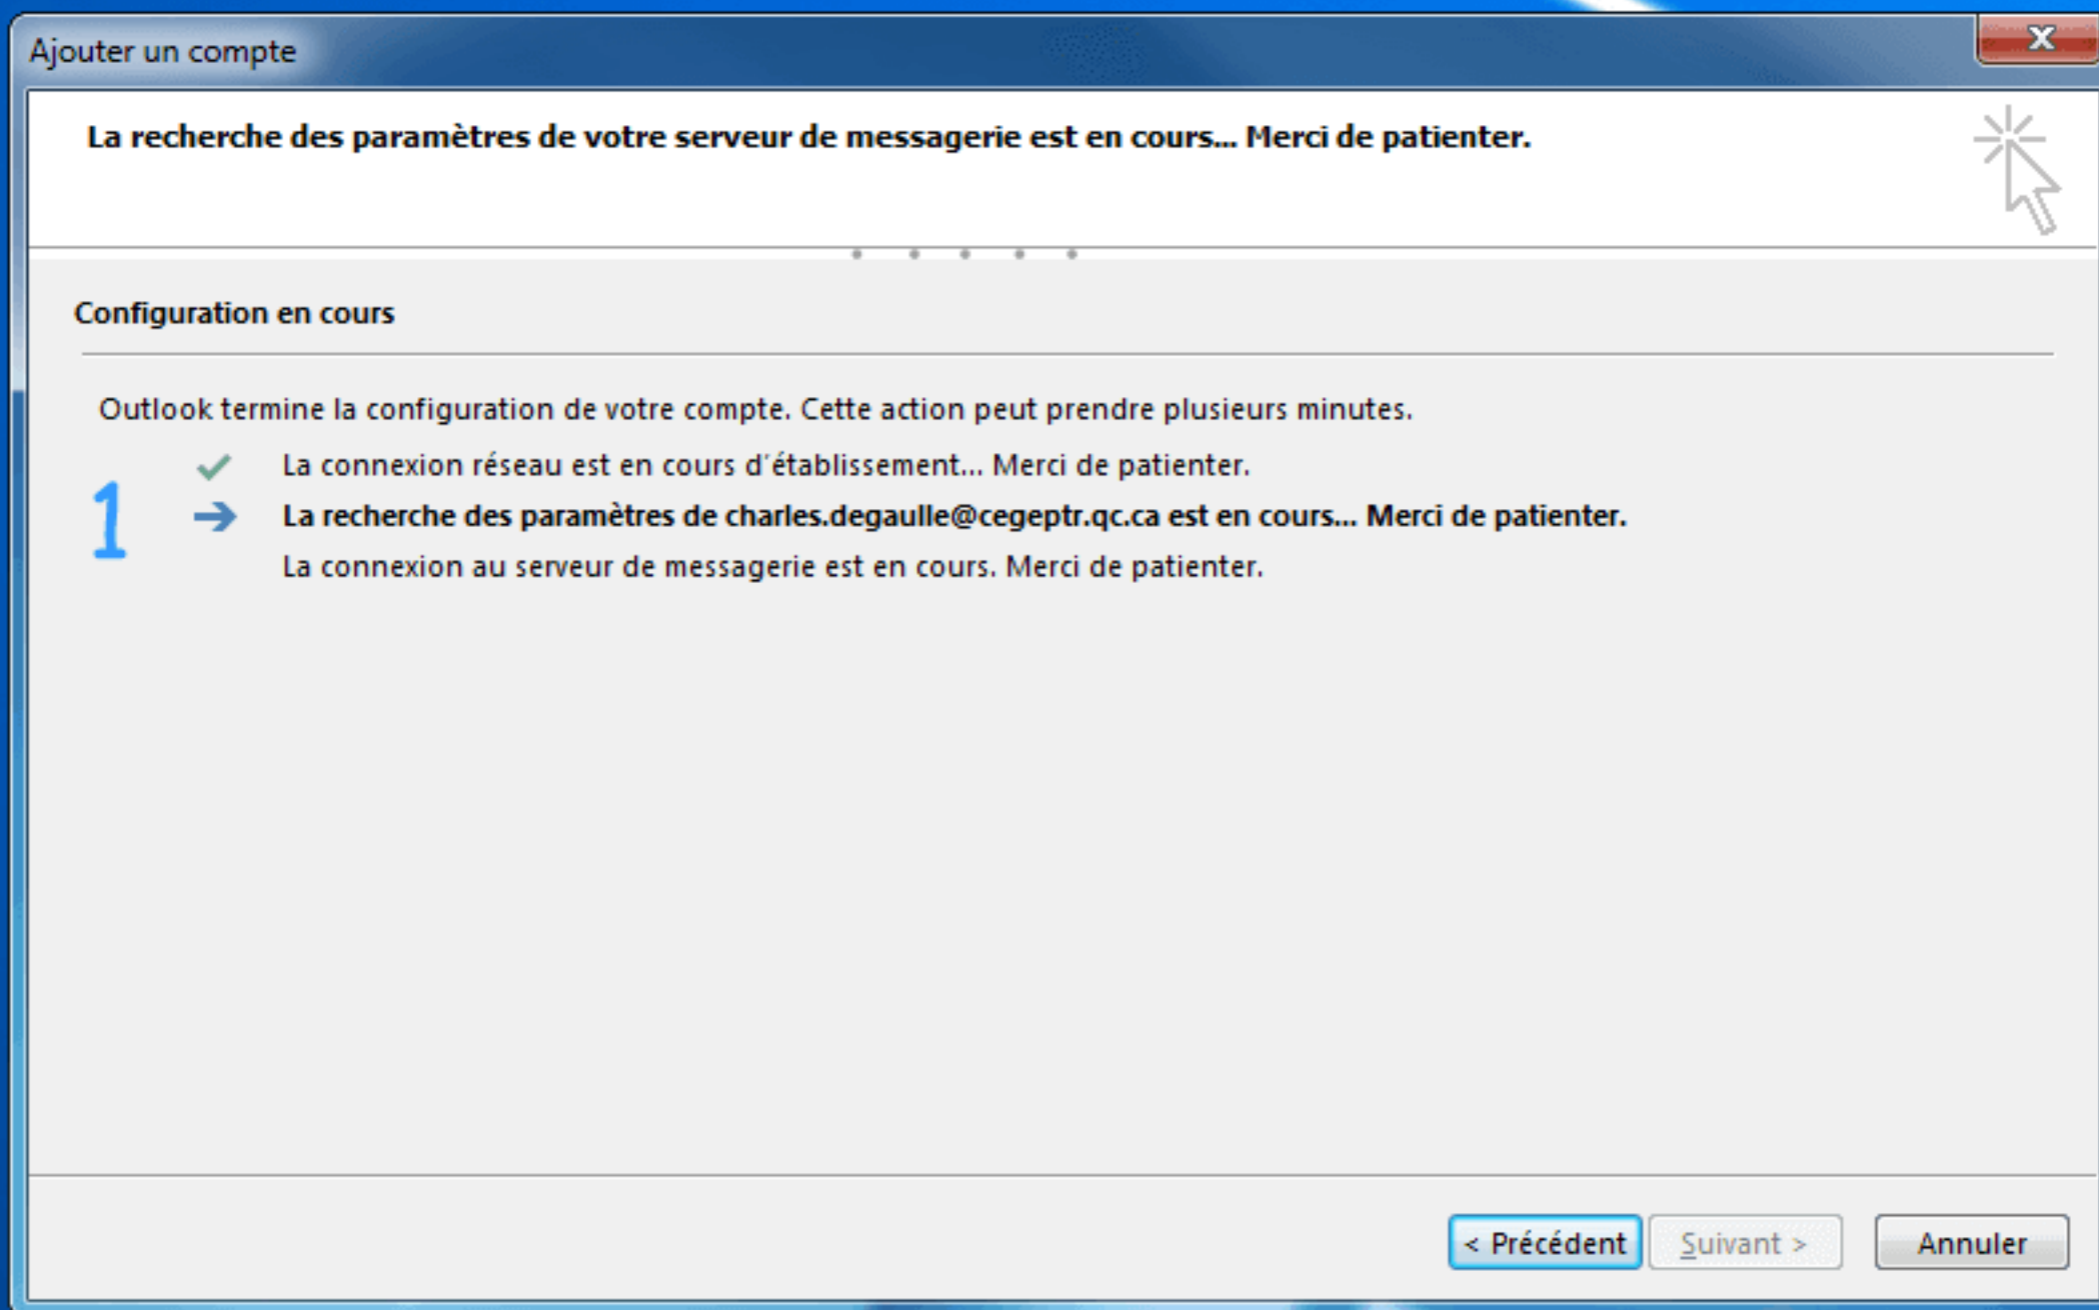 Ajouter un compte
La recherche des paramètres de votre serveur de messagerie est en cours... Merci de patienter.
Configuration en cours
Outlook termine la configuration de votre compte. Cette action peut prendre plusieurs minutes.
La connexion réseau est en cours d'établissement... Merci de patienter.
1 La recherche des paramètres de charles.degaulle@cegeptr.qc.ca est en cours... Merci de patienter.
La connexion au serveur de messagerie est en cours. Merci de patienter.
< Précédent Suivant > Annuler